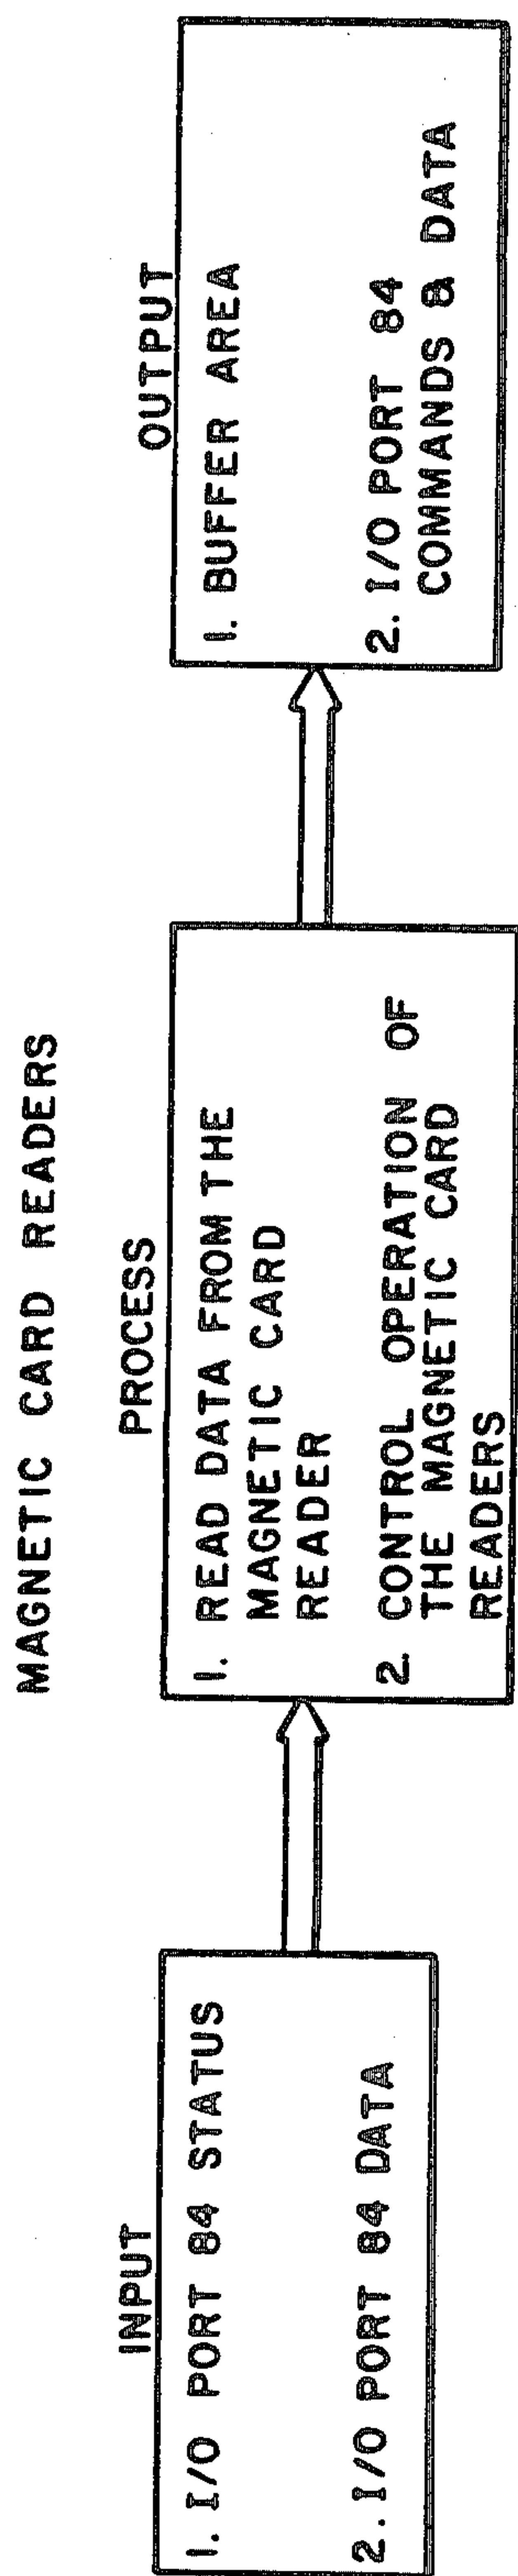 MAGNETIC CARD READERS
INPUT
1. I/O PORT 84 STATUS
2. I/O PORT 84 DATA
PROCESS
1. READ DATA FROM THE
MAGNETIC CARD
READER
2. CONTROL OPERATION OF
THE MAGNETIC CARD
READERS
OUTPUT
1. BUFFER AREA
2. I/O PORT 84
COMMANDS & DATA